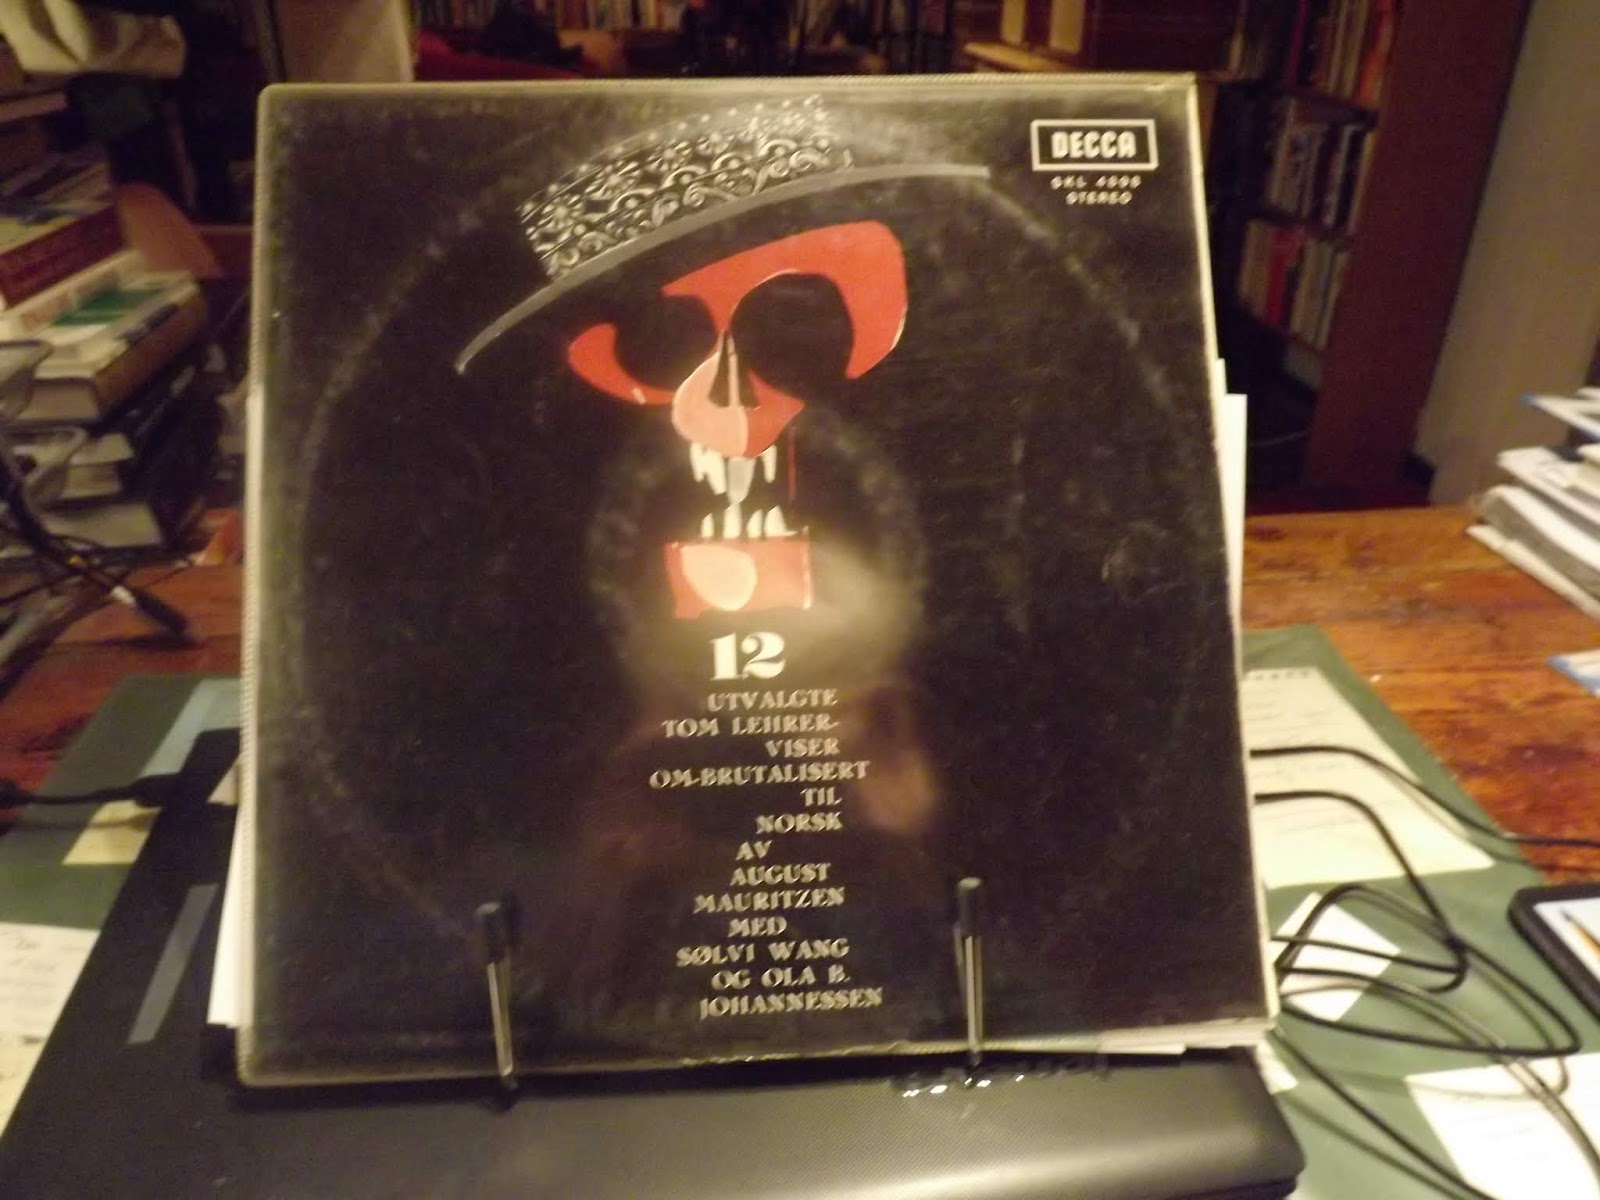 DECCA
SKL
STEREO
12
UTVALGTE
TOM LEHRER-
VISER
OM-BRUTALISERT
TIL
NORSK
AV
AUGUST
MAURITZEN
MED
SØLVI WANG
OG OLA B.
JOHANNESSEN